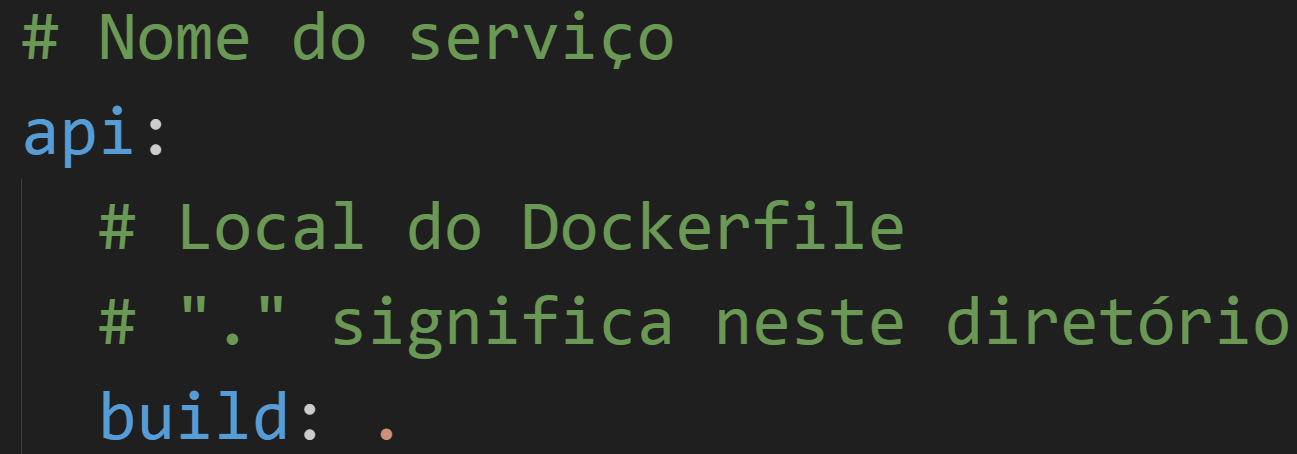 # Nome do serviço
api:
# Local do Dockerfile
# "." significa neste diretório
build: .